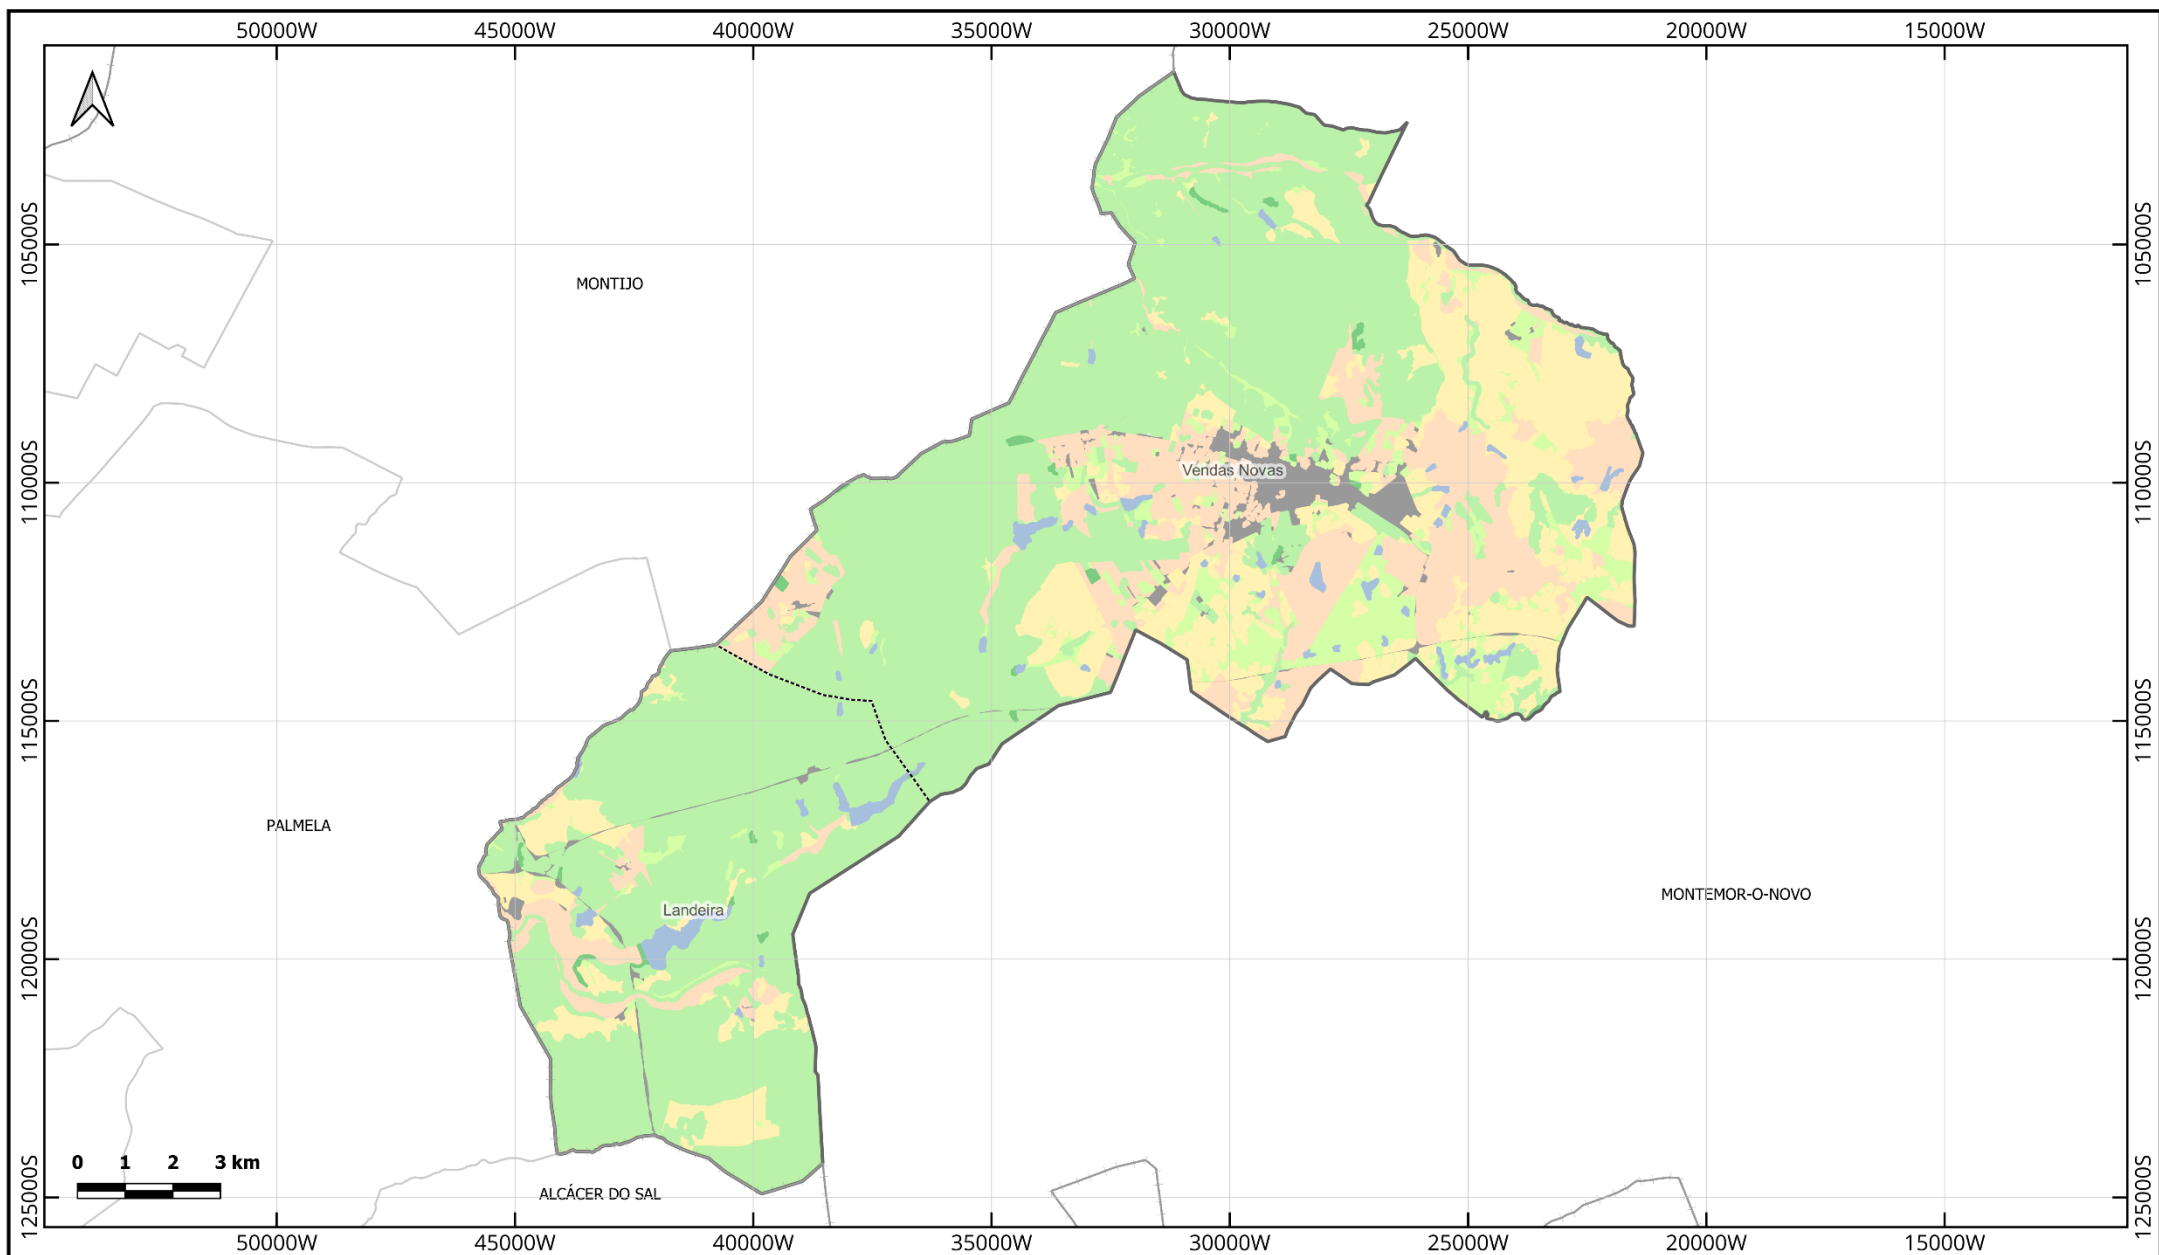 50000W 45000W 40000W 35000W 30000W 25000W 20000W 15000W
105000S 105000S
MONTIJO
Vendas Novas
110000S 110000S
115000S 115000S
PALMELA
MONTEMOR-O-NOVO
Landeira
120000S 120000S
0 1 2 3 km
ALCÁCER DO SAL
125000S 125000S
50000W 45000W 40000W 35000W 30000W 25000W 20000W 15000W